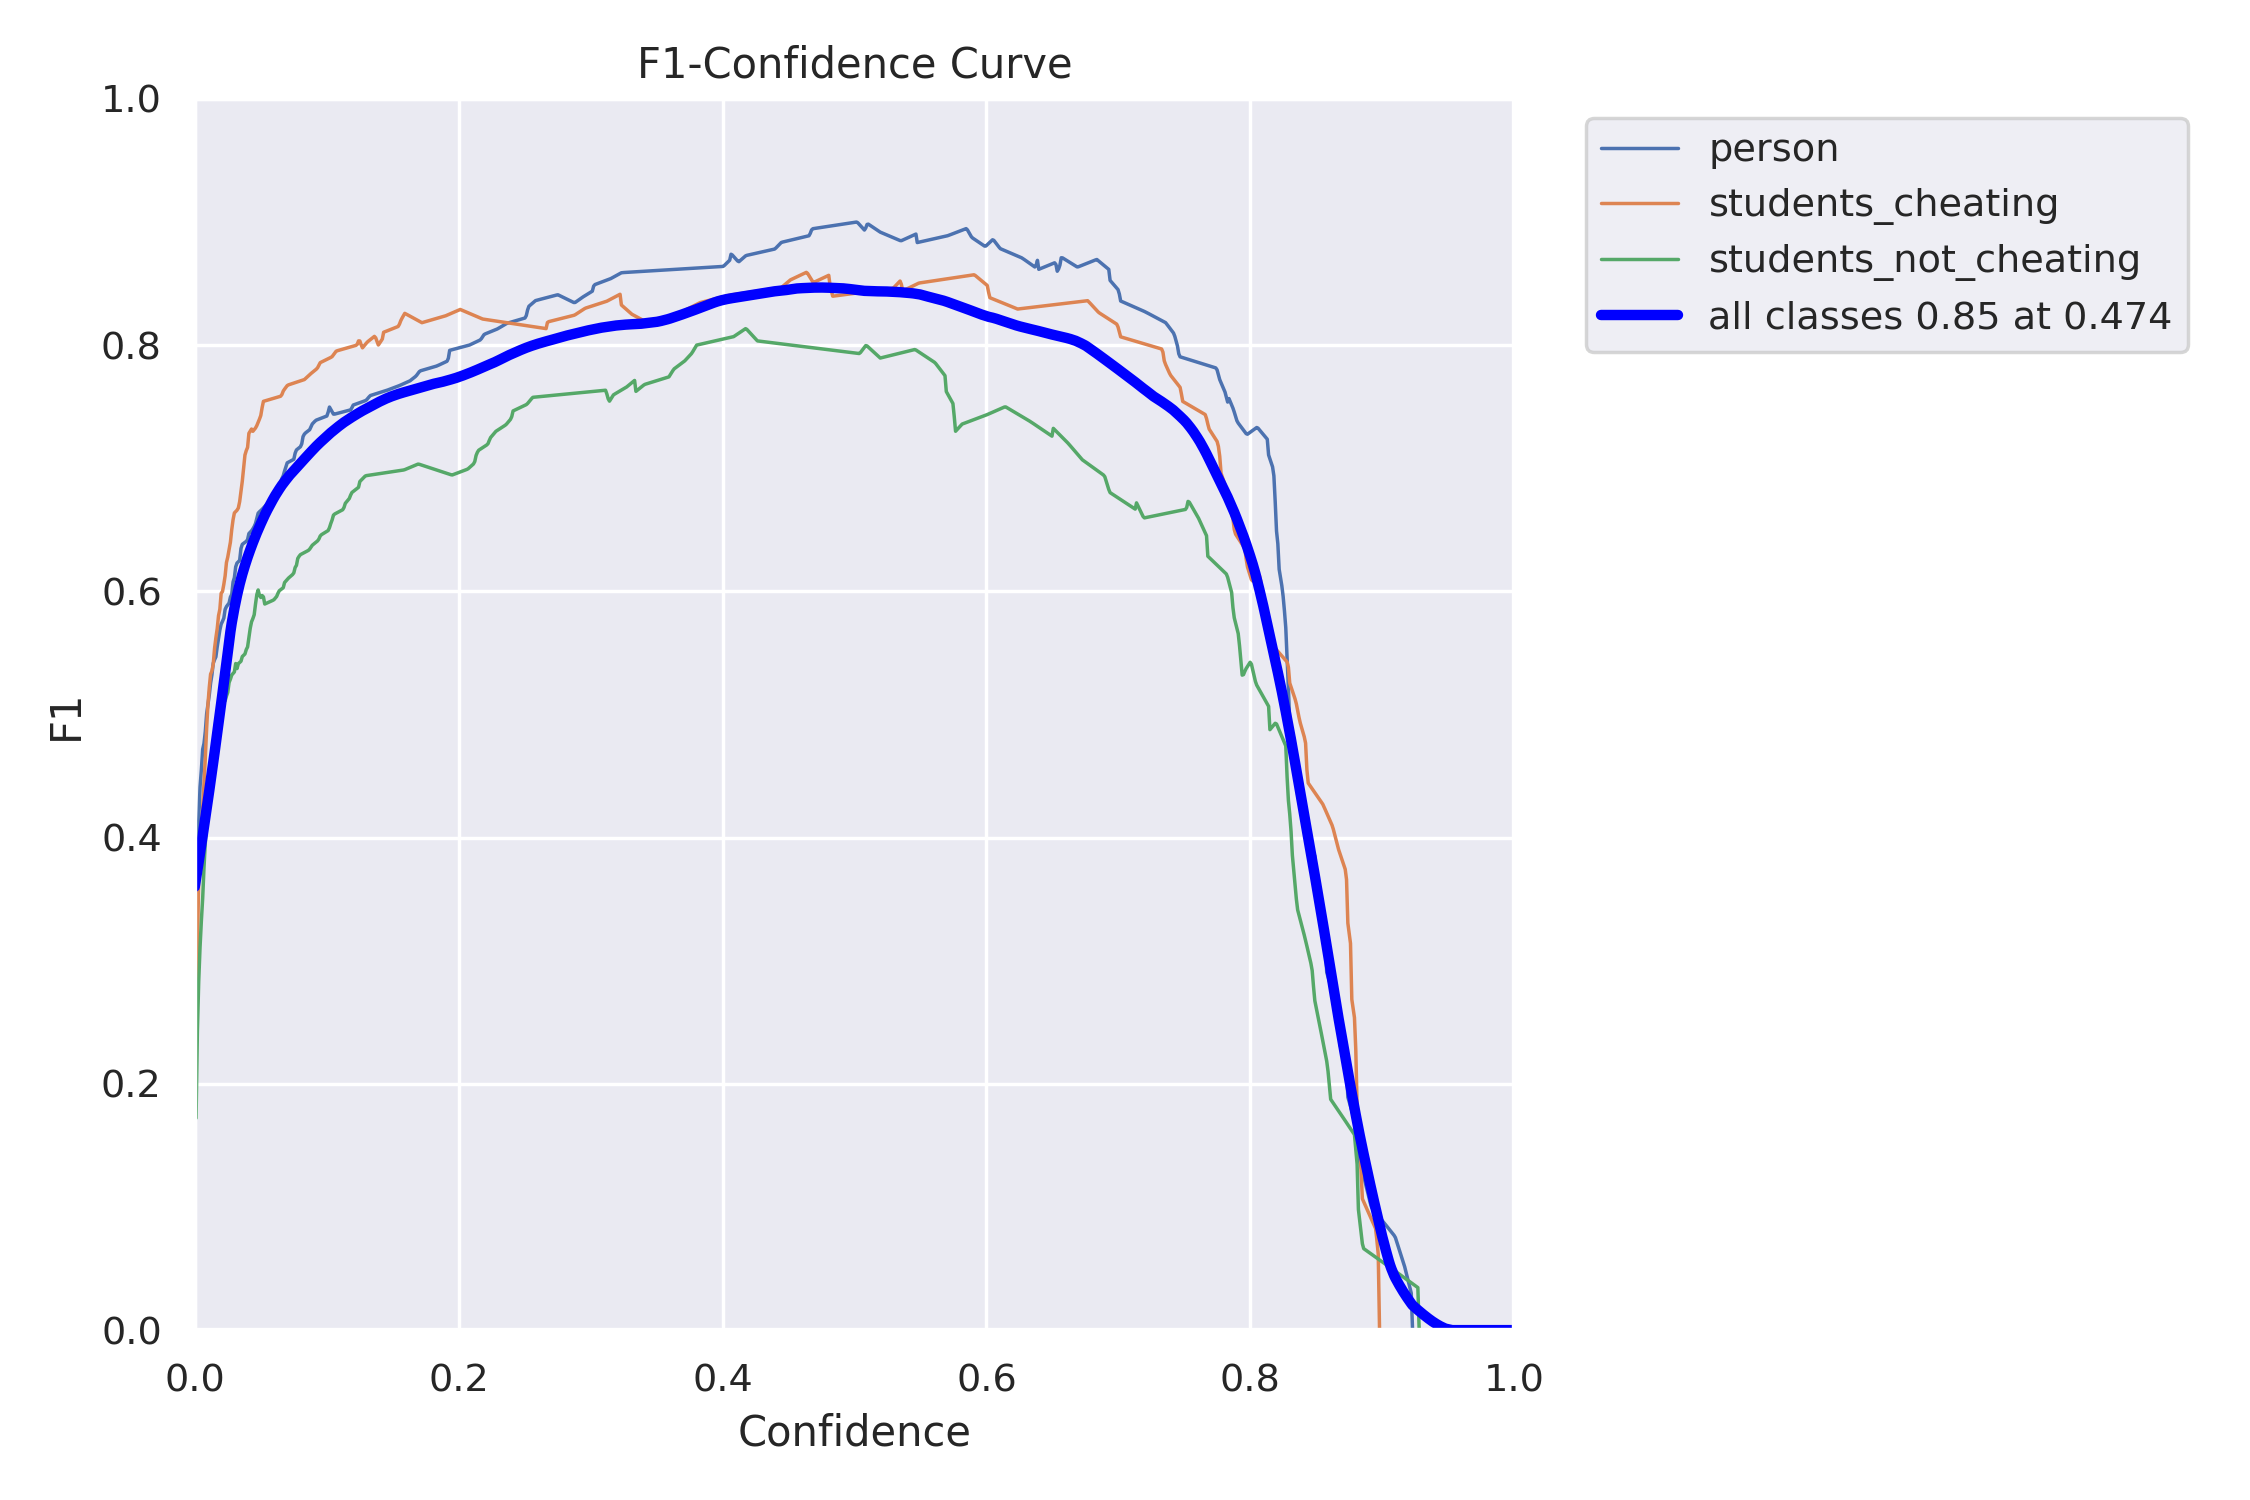 F1-Confidence Curve
1.0
0.8
0.6
0.4
0.2
0.0
F1
0.0 0.2 0.4 0.6 0.8 1.0
Confidence
person
students_cheating
students_not_cheating
all classes 0.85 at 0.474